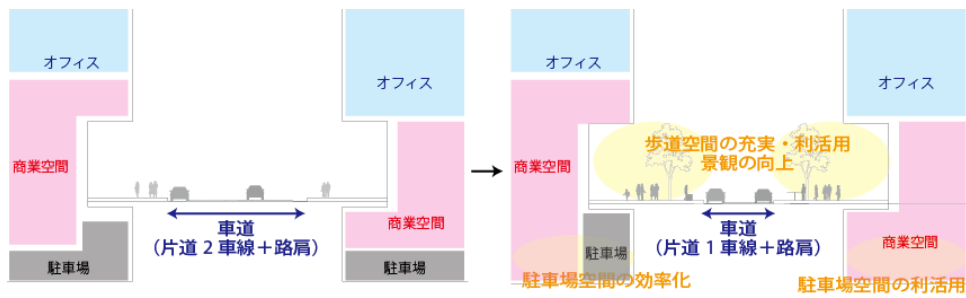 オフィス
オフィス
商業空間
商業空間
車道
（片道２車線＋路肩）
駐車場
駐車場
オフィス
オフィス
歩道空間の充実・利活用
景観の向上
商業空間
商業空間
車道
（片道１車線＋路肩）
駐車場
駐車場空間の効率化
駐車場空間の利活用